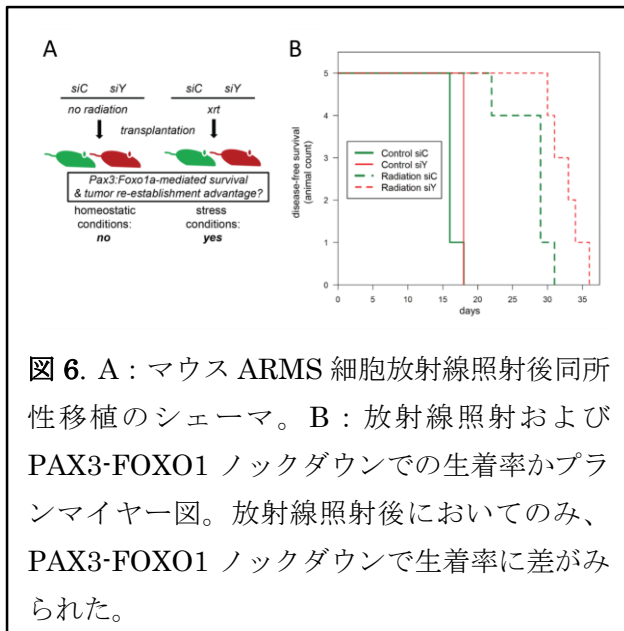 A
siC siY siC siY
no radiation xrt
transplantation
Pax3:Foxo1a-mediated survival
& tumor re-establishment advantage?
homeostatic stress
conditions: conditions:
no yes
B
disease-free survival
(animal count)
5
4
3
2
1
0
Control siC
Control siY
Radiation siC
Radiation siY
0 5 10 15 20 25 30 35
days
図 6. A:マウス ARMS 細胞放射線照射後同所
性移植のシェーマ。B:放射線照射および
PAX3-FOXO1 ノックダウンでの生着率かプラ
ンマイヤー図。放射線照射後においてのみ、
PAX3-FOXO1 ノックダウンで生着率に差がみ
られた。